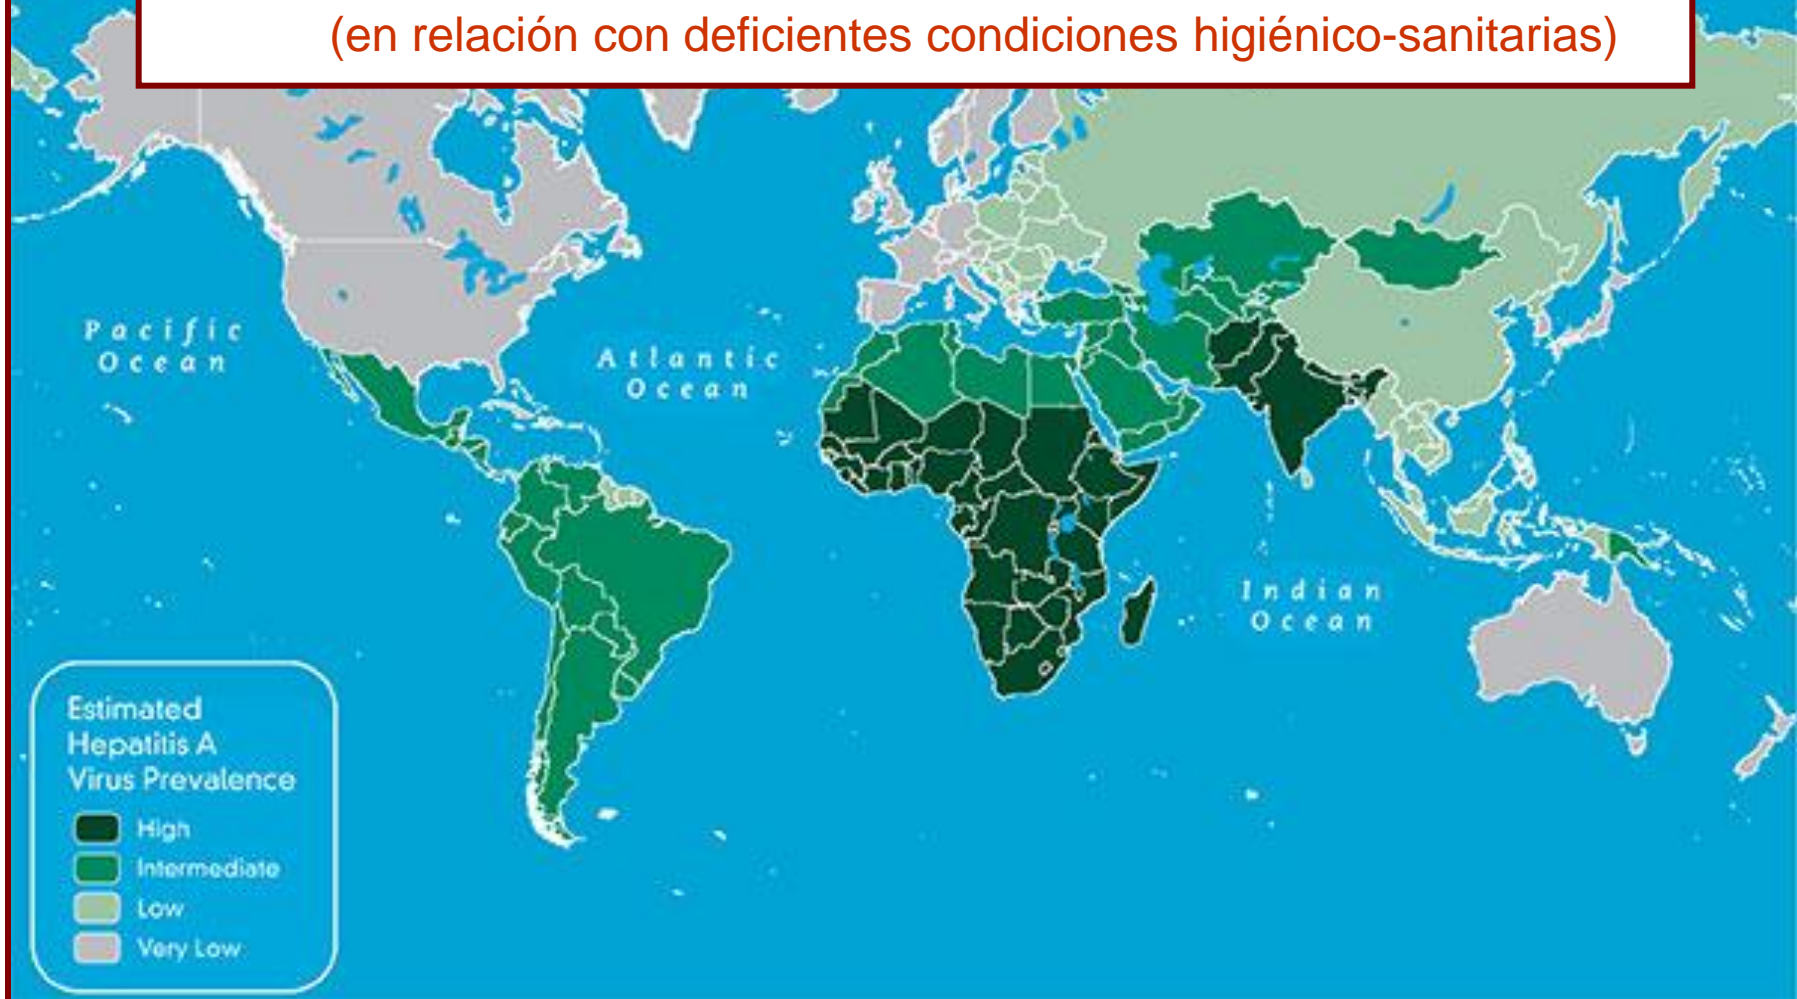 (en relación con deficientes condiciones higiénico-sanitarias)
Pacific
Ocean
Atlantic
Ocean
Indian
Ocean
Estimated
Hepatitis A
Virus Prevalence
High
Intermediate
Low
Very Low